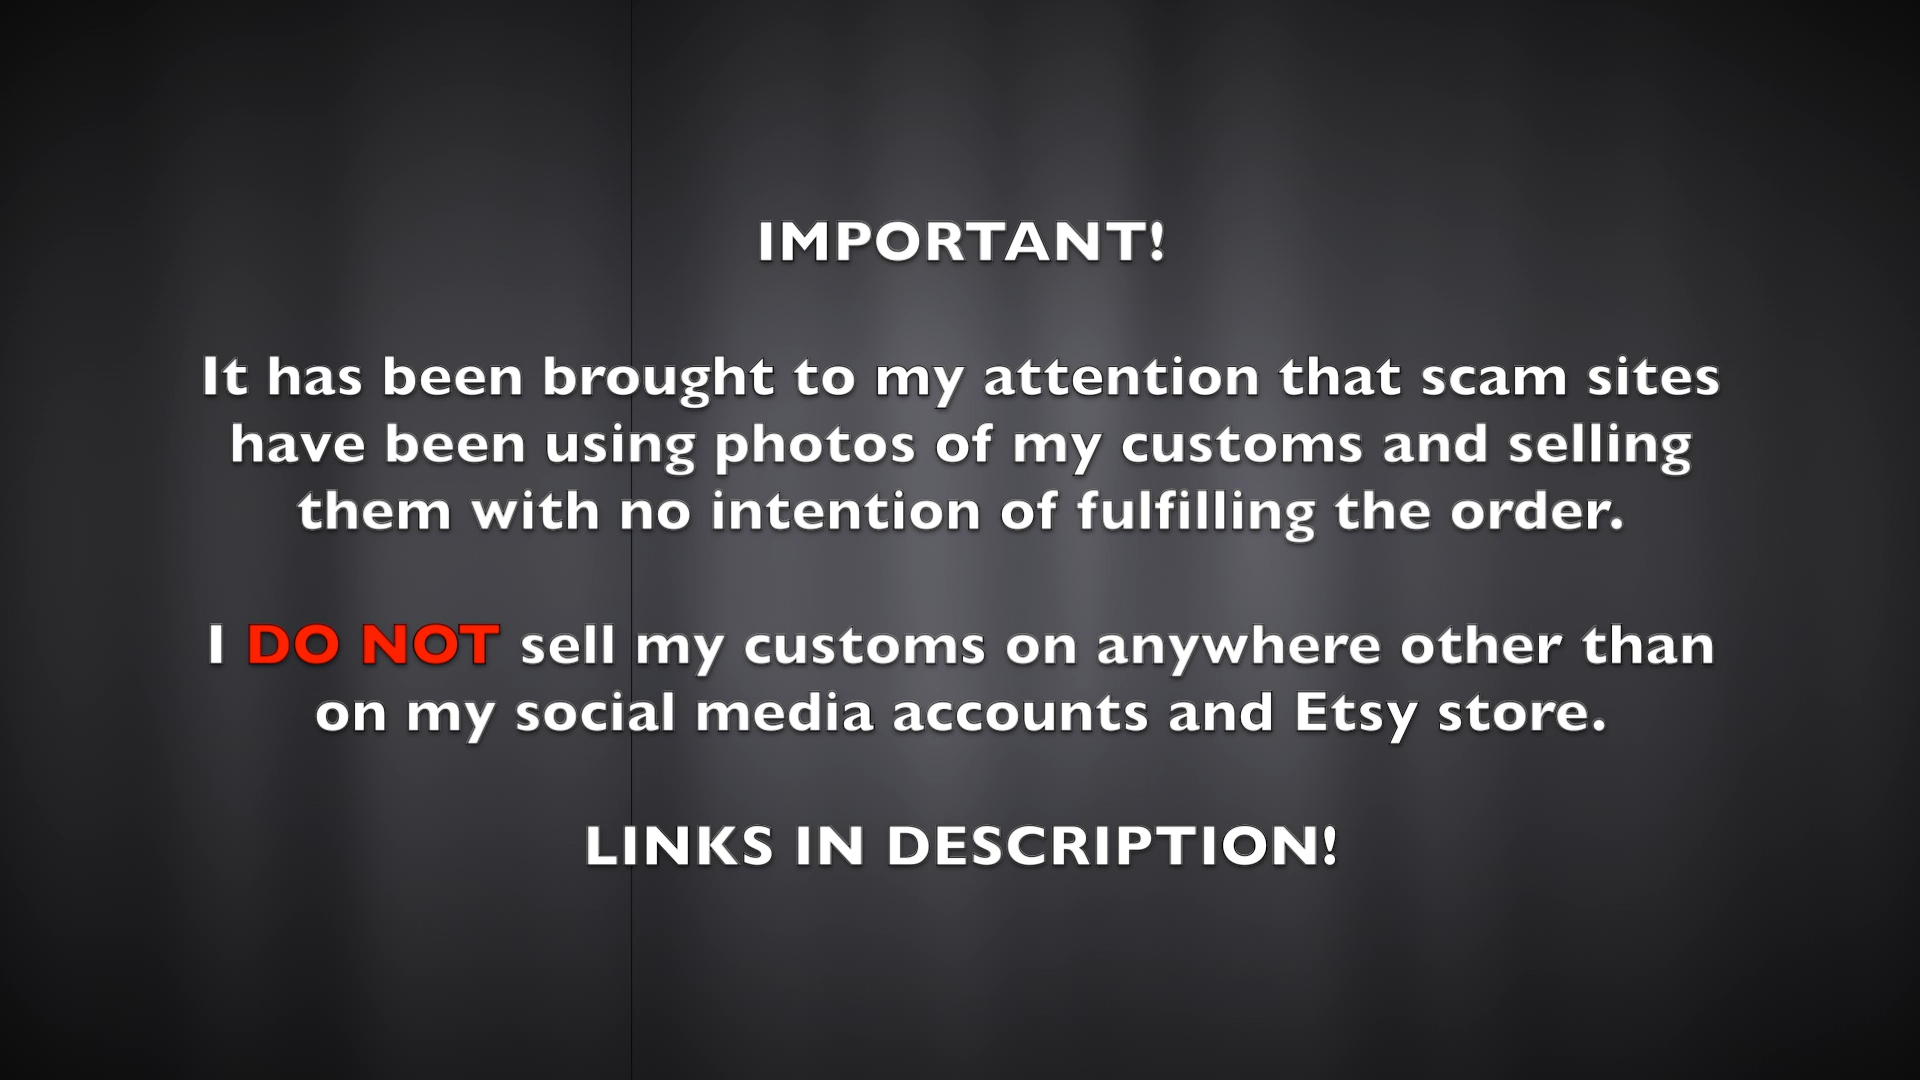 IMPORTANT!
It has been brought to my attention that scam sites
have been using photos of my customs and selling
them with no intention of fulfilling the order.
I DO NOT sell my customs on anywhere other than
on my social media accounts and Etsy store.
LINKS IN DESCRIPTION!